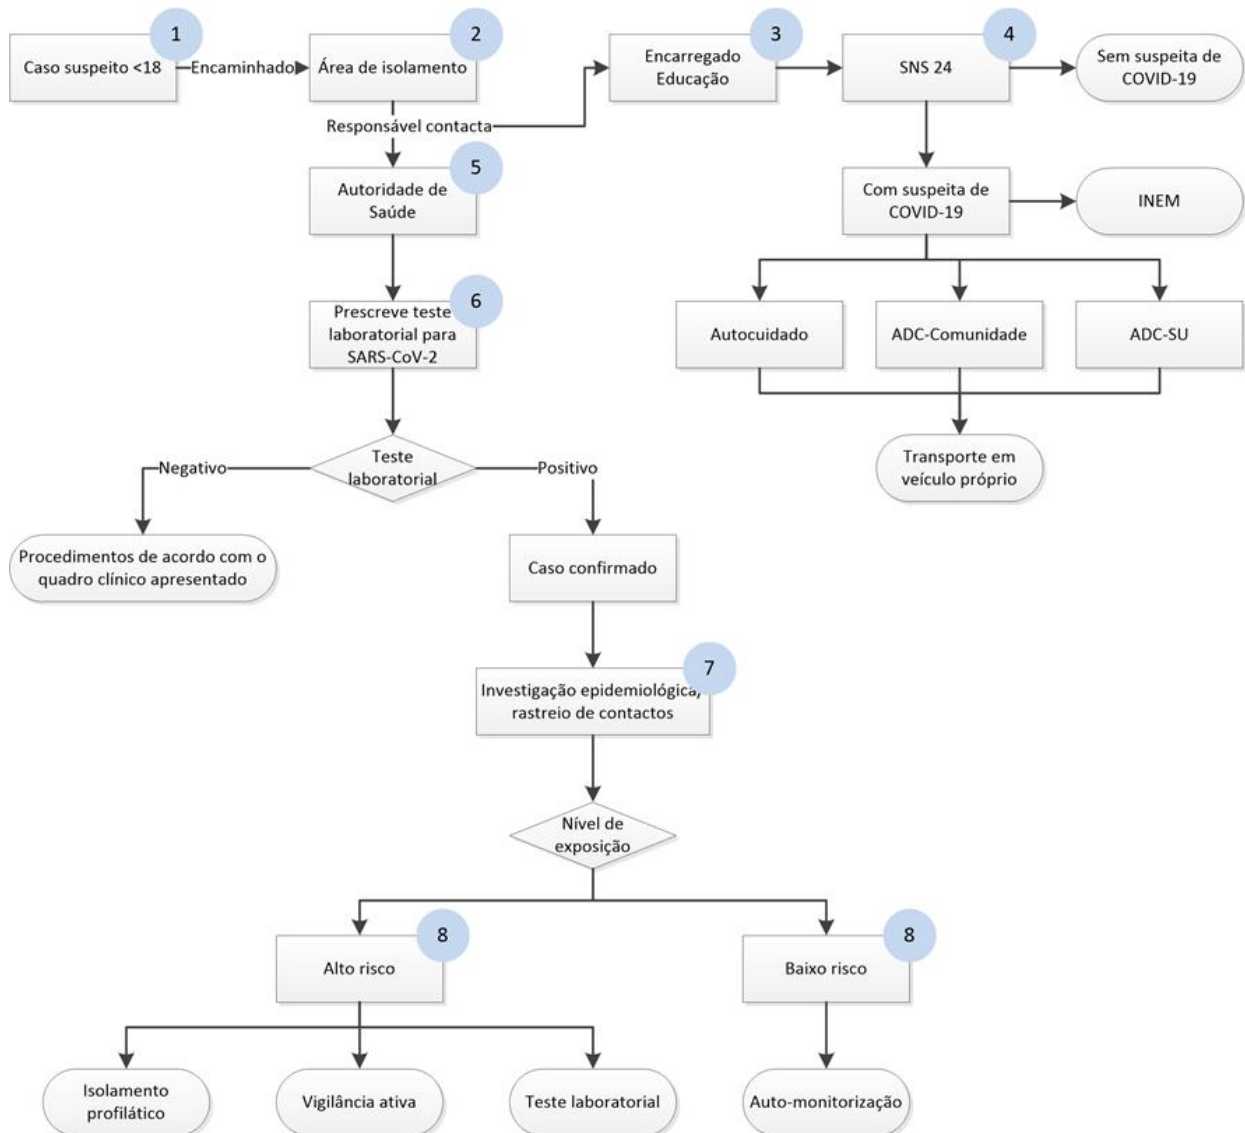 1
2
3
4
Caso suspeito <18
Encaminhado
Área de isolamento
Encarregado
Educação
SNS 24
Sem suspeita de
COVID-19
Responsável contacta
5
Autoridade de
Saúde
Com suspeita de
COVID-19
INEM
6
Prescreve teste
laboratorial para
SARS-CoV-2
Autocuidado
ADC-Comunidade
ADC-SU
Negativo
Teste
laboratorial
Positivo
Transporte em
veículo próprio
Procedimentos de acordo com o
quadro clínico apresentado
Caso confirmado
7
Investigação epidemiológica,
rastreio de contactos
Nível de
exposição
8
8
Alto risco
Baixo risco
Isolamento
profilático
Vigilância ativa
Teste laboratorial
Auto-monitorização